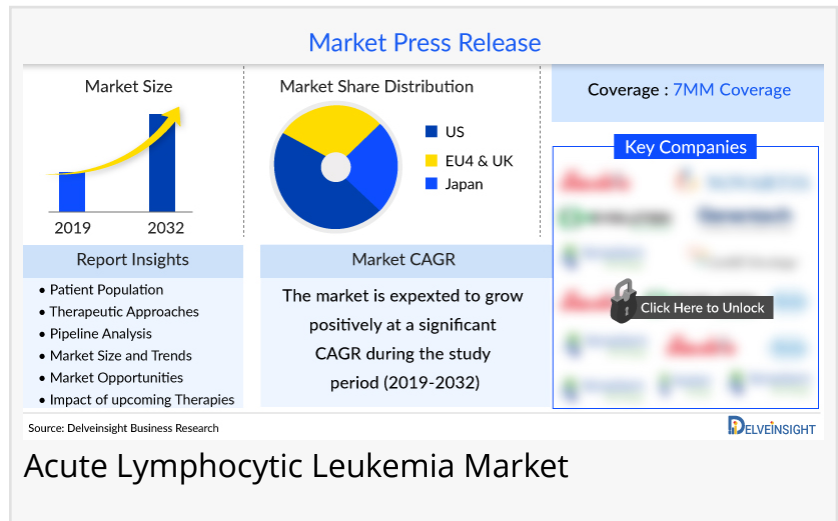 Market Press Release
Market Size
2019
2032
Market Share Distribution
US
EU4 & UK
Japan
Coverage : 7MM Coverage
Key Companies
NOVARTIS
Genentech
Click Here to Unlock
Report Insights
• Patient Population
• Therapeutic Approaches
• Pipeline Analysis
• Market Size and Trends
• Market Opportunities
• Impact of upcoming Therapies
Market CAGR
The market is expexted to grow
positively at a significant
CAGR during the study
period (2019-2032)
Source: Delveinsight Business Research
DELVEINSIGHT
Acute Lymphocytic Leukemia Market